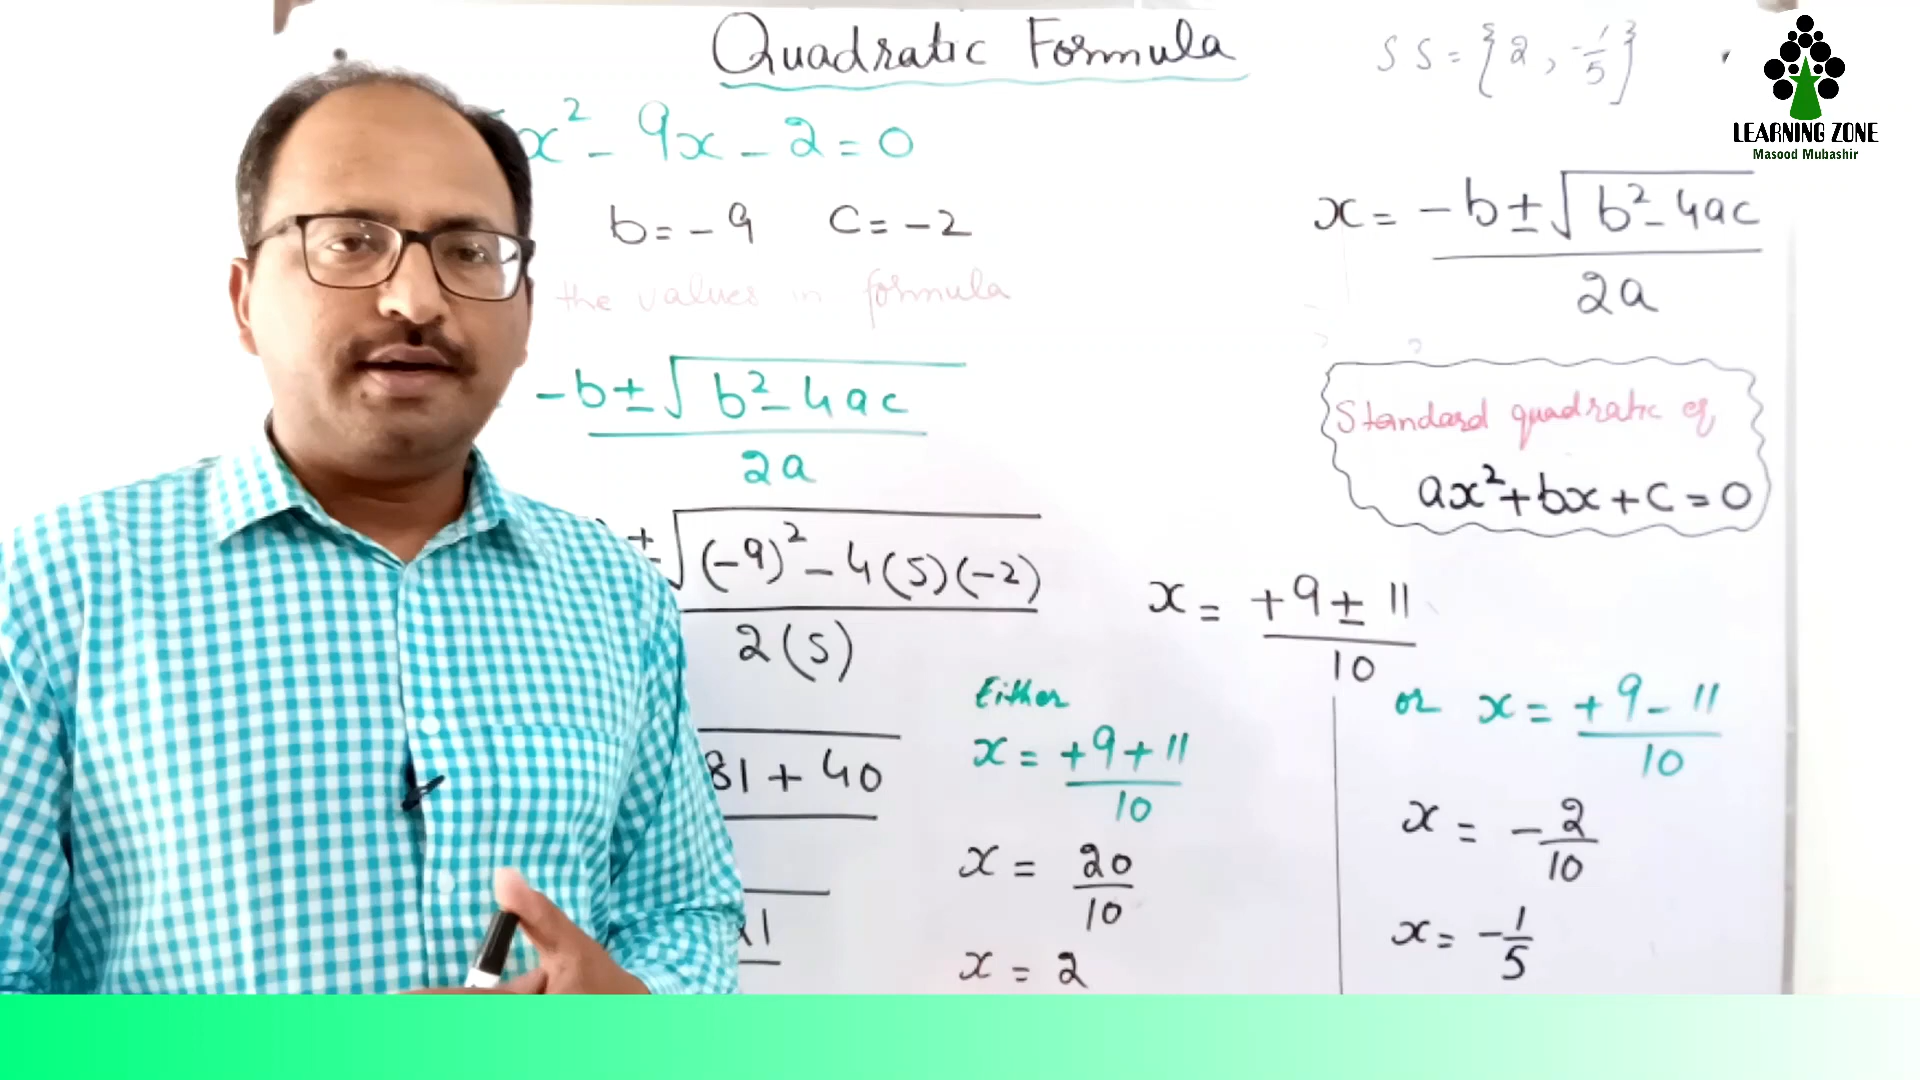 Quadratic Formula
SS = {2, -1/5}
LEARNING ZONE
Masood Mubashir
x² - 9x - 2 = 0
b = -9 c = -2
the values in formula
-b ± √b² - 4ac
2a
± √(-9)² - 4(5)(-2)
2(5)
81 + 40
21
x = -b ± √b² - 4ac
2a
Standard quadratic eq
ax² + bx + c = 0
x = +9 ± 11
10
Either
x = +9 + 11
10
x = 20
10
x = 2
or x = +9 - 11
10
x = -2
10
x = -1
5